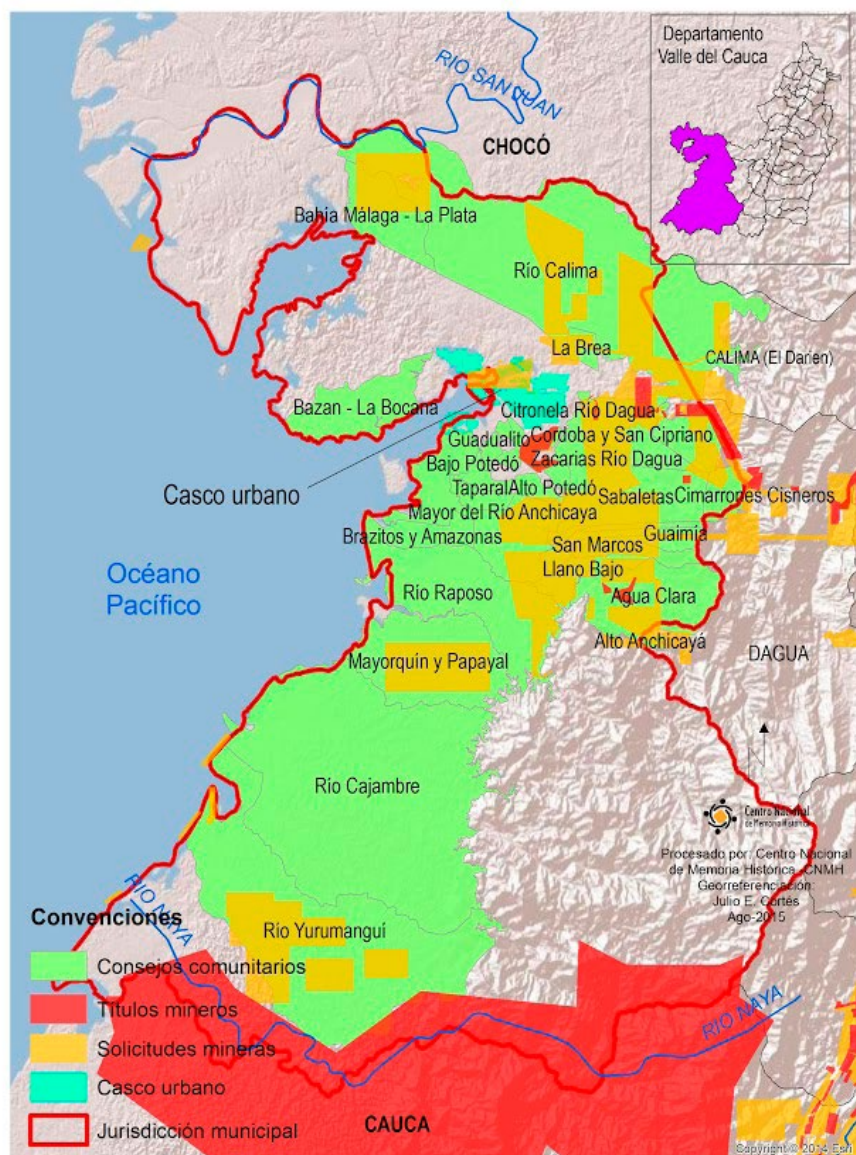 Departamento
Valle del Cauca
RIO SAN JUAN
CHOCÓ
Bahía Málaga - La Plata
Río Calima
La Brea
CALIMA (El Darien)
Bazan - La Bocana
Citronela Río Dagua
Guadualito
Cordoba y San Cipriano
Bajo Potedó
Zacarias Río Dagua
Casco urbano
Taparal
Alto Potedó
Sabaletas
Cimarrones Cisneros
Mayor del Río Anchicaya
Brazitos y Amazonas
Guaimía
San Marcos
Océano
Pacífico
Llano Bajo
Río Raposo
Agua Clara
Alto Anchicayá
Mayorquín y Papayal
DAGUA
N
Río Cajambre
Centro Nacional
de Memoria Histórica
Procesado por: Centro Nacional
de Memoria Histórica -CNMH
Georreferenciación:
Julio E. Cortés
Ago-2015
RIO NAYA
Convenciones
Río Yurumanguí
Consejos comunitarios
Títulos mineros
Solicitudes mineras
Casco urbano
Jurisdicción municipal
RIO NAYA
CAUCA
Copyright © 2014 Esri